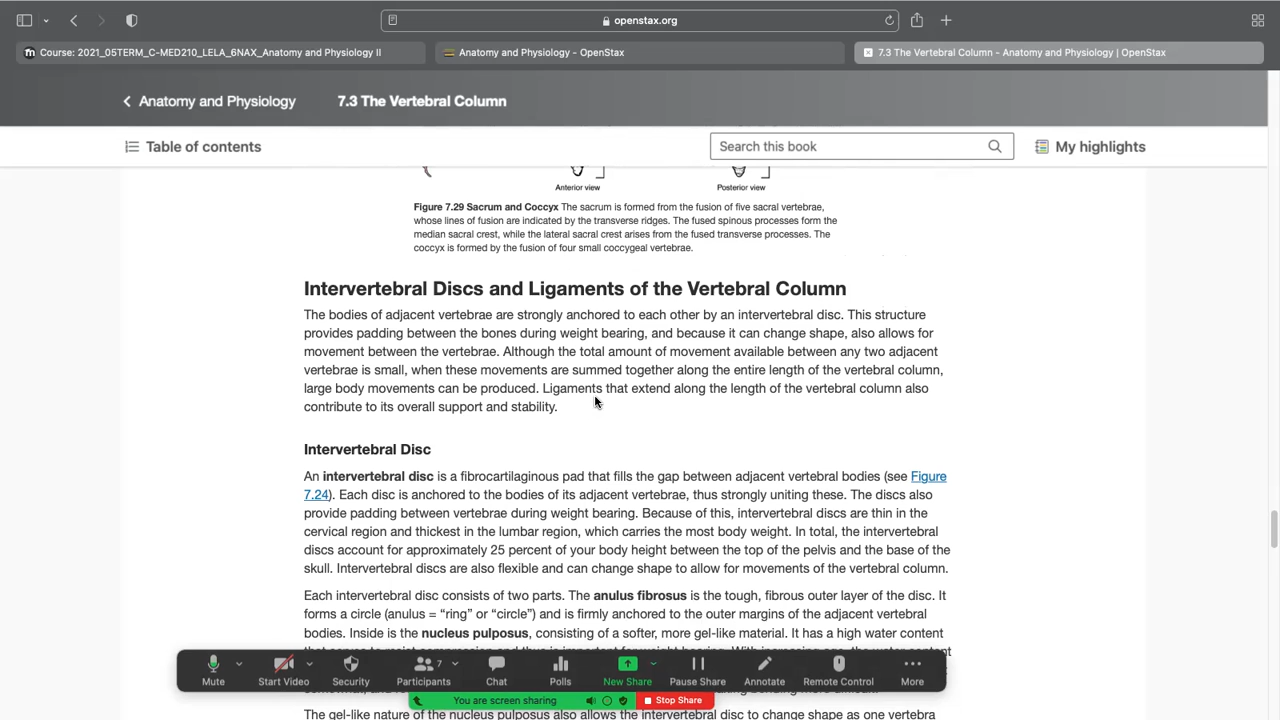 openstax.org
Course: 2021_05TERM_C-MED210_LELA_6NAX_Anatomy and Physiology II
Anatomy and Physiology - OpenStax
7.3 The Vertebral Column - Anatomy and Physiology | OpenStax
Anatomy and Physiology
7.3 The Vertebral Column
Table of contents
Search this book
My highlights
Anterior view
Posterior view
Figure 7.29 Sacrum and Coccyx The sacrum is formed from the fusion of five sacral vertebrae,
whose lines of fusion are indicated by the transverse ridges. The fused spinous processes form the
median sacral crest, while the lateral sacral crest arises from the fused transverse processes. The
coccyx is formed by the fusion of four small coccygeal vertebrae.
Intervertebral Discs and Ligaments of the Vertebral Column
The bodies of adjacent vertebrae are strongly anchored to each other by an intervertebral disc. This structure
provides padding between the bones during weight bearing, and because it can change shape, also allows for
movement between the vertebrae. Although the total amount of movement available between any two adjacent
vertebrae is small, when these movements are summed together along the entire length of the vertebral column,
large body movements can be produced. Ligaments that extend along the length of the vertebral column also
contribute to its overall support and stability.
Intervertebral Disc
An intervertebral disc is a fibrocartilaginous pad that fills the gap between adjacent vertebral bodies (see Figure
7.24). Each disc is anchored to the bodies of its adjacent vertebrae, thus strongly uniting these. The discs also
provide padding between vertebrae during weight bearing. Because of this, intervertebral discs are thin in the
cervical region and thickest in the lumbar region, which carries the most body weight. In total, the intervertebral
discs account for approximately 25 percent of your body height between the top of the pelvis and the base of the
skull. Intervertebral discs are also flexible and can change shape to allow for movements of the vertebral column.
Each intervertebral disc consists of two parts. The anulus fibrosus is the tough, fibrous outer layer of the disc. It
forms a circle (anulus = “ring” or “circle”) and is firmly anchored to the outer margins of the adjacent vertebral
bodies. Inside is the nucleus pulposus, consisting of a softer, more gel-like material. It has a high water content
Mute
Start Video
Security
Participants
7
Chat
Polls
New Share
Pause Share
Annotate
Remote Control
More
You are screen sharing
Stop Share
The gel-like nature of the nucleus pulposus also allows the intervertebral disc to change shape as one vertebra